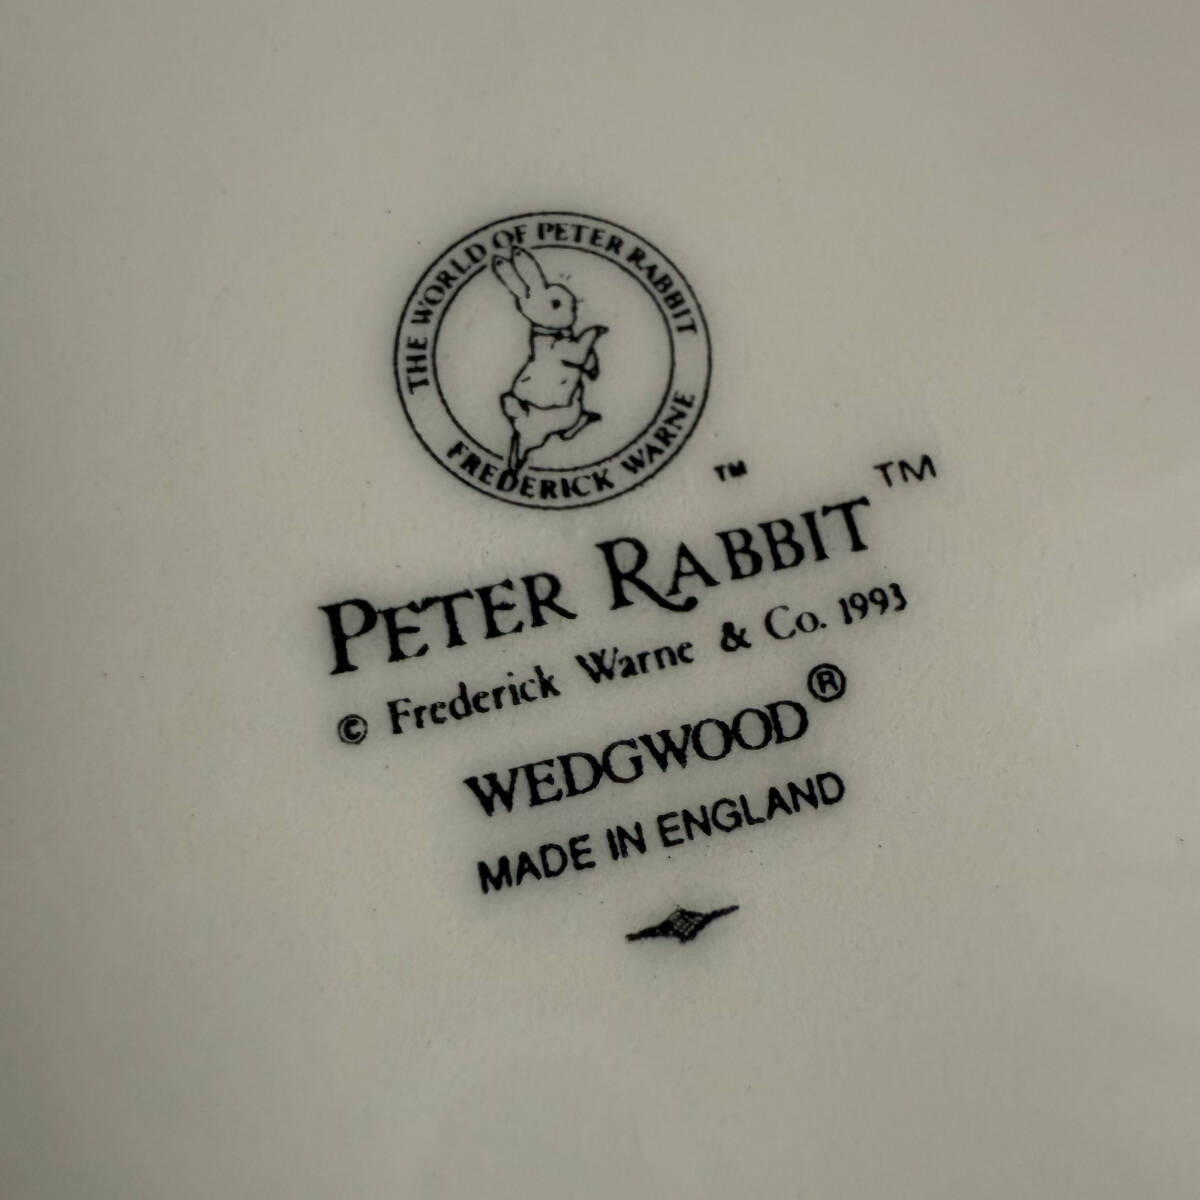 THE WORLD OF PETER RABBIT
FREDERICK WARNE
TM
PETER RABBIT TM
© Frederick Warne & Co. 1993
WEDGWOOD®
MADE IN ENGLAND